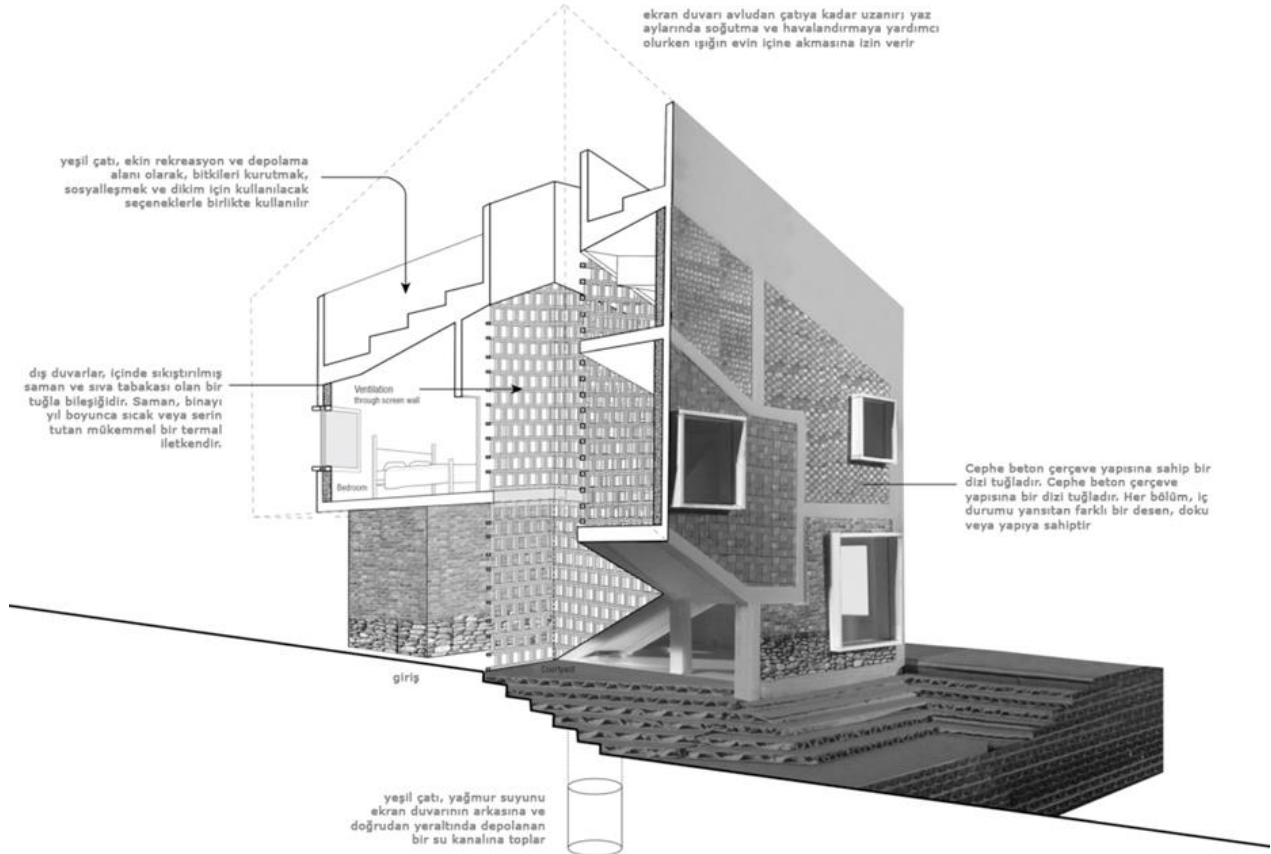 ekran duvarı avludan çatıya kadar uzanır; yaz
aylarında soğutma ve havalandırmaya yardımcı
olurken ışığın evin içine akmasına izin verir
yeşil çatı, ekin rekreasyon ve depolama
alanı olarak, bitkileri kurutmak,
sosyalleşmek ve dikim için kullanılacak
seçeneklerle birlikte kullanılır
dış duvarlar, içinde sıkıştırılmış
saman ve sıva tabakası olan bir
tuğla bileşiğidir. Saman, binayı
yıl boyunca sıcak veya serin
tutan mükemmel bir termal
iletkendir.
Ventilation
through screen wall
Bedroom
Cephe beton çerçeve yapısına sahip bir
dizi tuğladır. Cephe beton çerçeve
yapısına bir dizi tuğladır. Her bölüm, iç
durumu yansıtan farklı bir desen, doku
veya yapıya sahiptir
Courtyard
giriş
yeşil çatı, yağmur suyunu
ekran duvarının arkasına ve
doğrudan yeraltında depolanan
bir su kanalına toplar